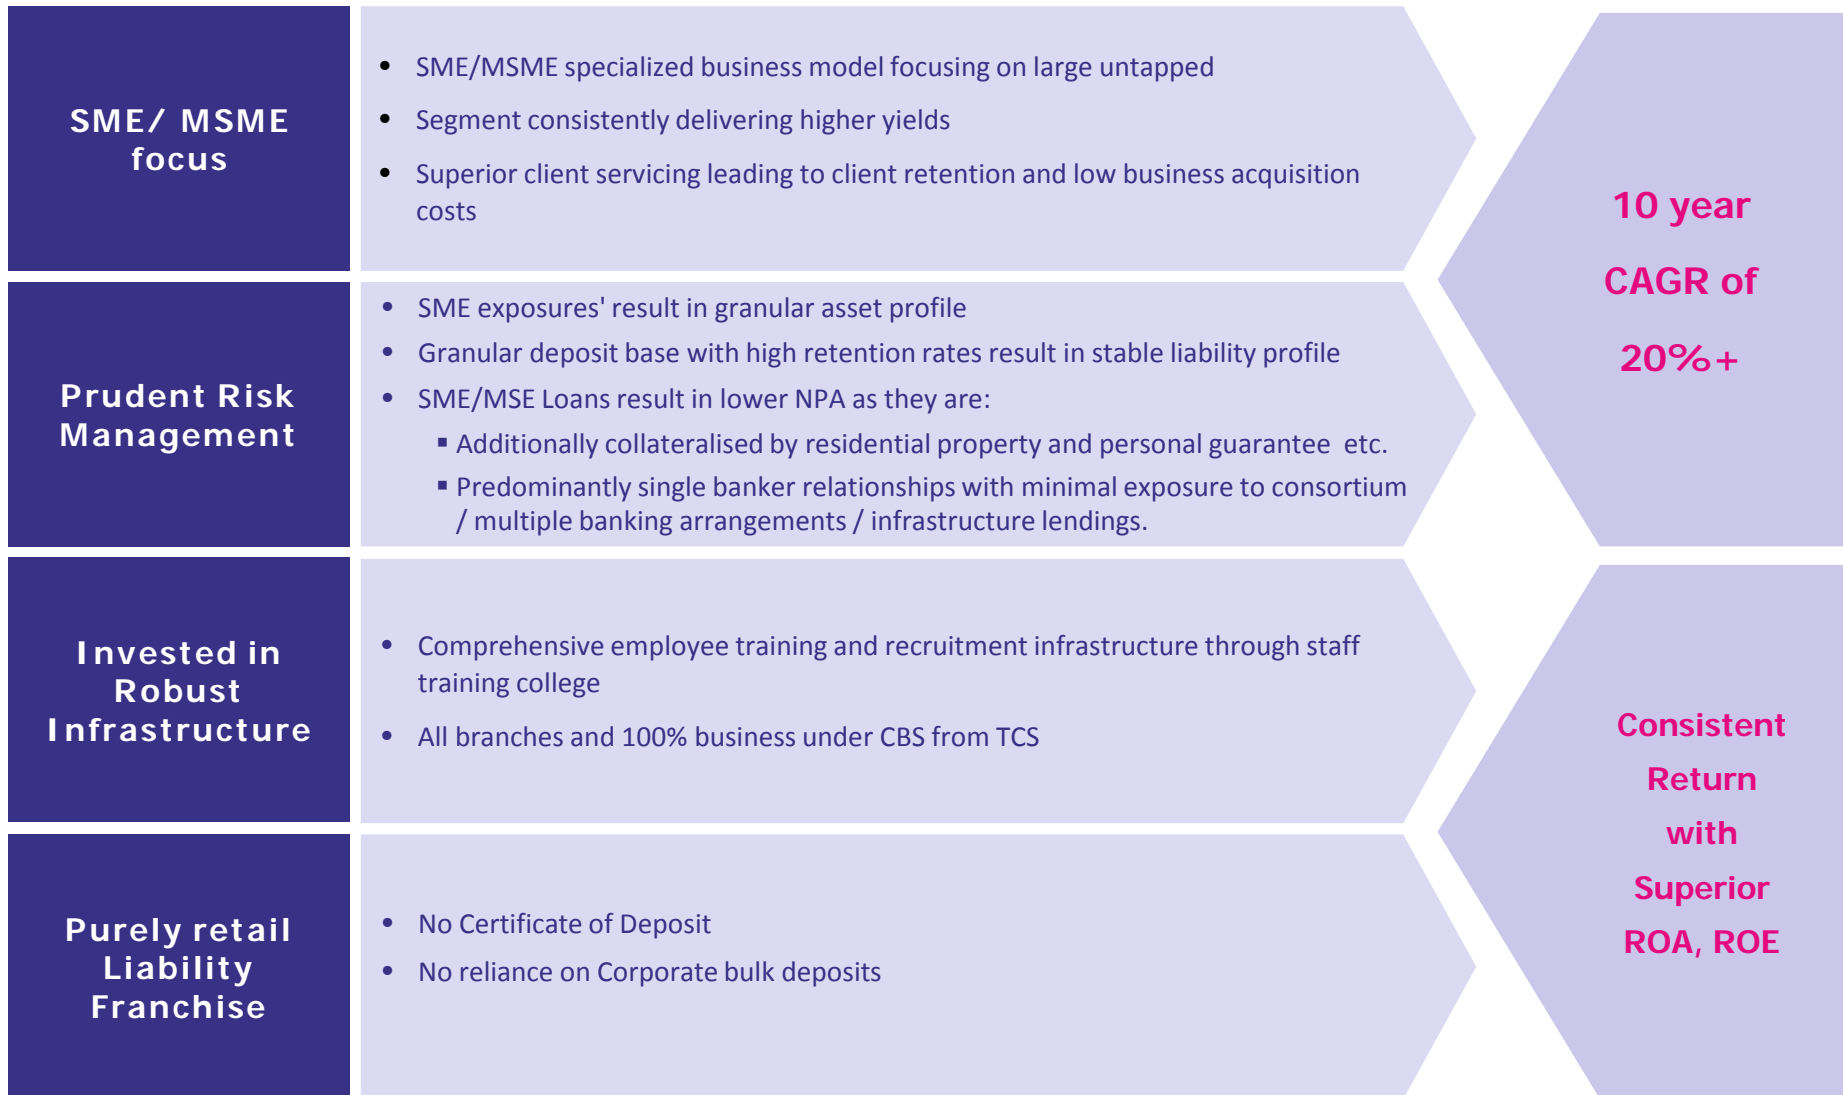 SME/ MSME
focus
• SME/MSME specialized business model focusing on large untapped
• Segment consistently delivering higher yields
• Superior client servicing leading to client retention and low business acquisition
costs
Prudent Risk
Management
• SME exposures' result in granular asset profile
• Granular deposit base with high retention rates result in stable liability profile
• SME/MSE Loans result in lower NPA as they are:
▪ Additionally collateralised by residential property and personal guarantee etc.
▪ Predominantly single banker relationships with minimal exposure to consortium
/ multiple banking arrangements / infrastructure lendings.
10 year
CAGR of
20%+
Invested in
Robust
Infrastructure
• Comprehensive employee training and recruitment infrastructure through staff
training college
• All branches and 100% business under CBS from TCS
Purely retail
Liability
Franchise
• No Certificate of Deposit
• No reliance on Corporate bulk deposits
Consistent
Return
with
Superior
ROA, ROE